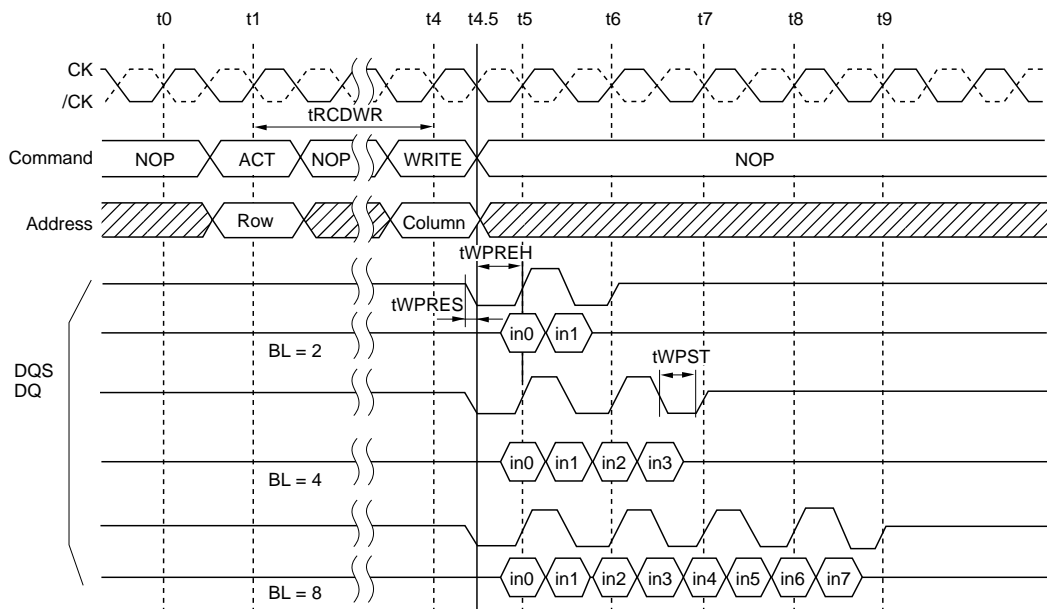 t0 t1 t4 t4.5 t5 t6 t7 t8 t9
CK
/CK
tRCDWR
Command NOP ACT NOP WRITE NOP
Address Row Column
tWPREH
tWPRES
in0 in1
BL = 2
tWPST
DQS
DQ
in0 in1 in2 in3
BL = 4
in0 in1 in2 in3 in4 in5 in6 in7
BL = 8